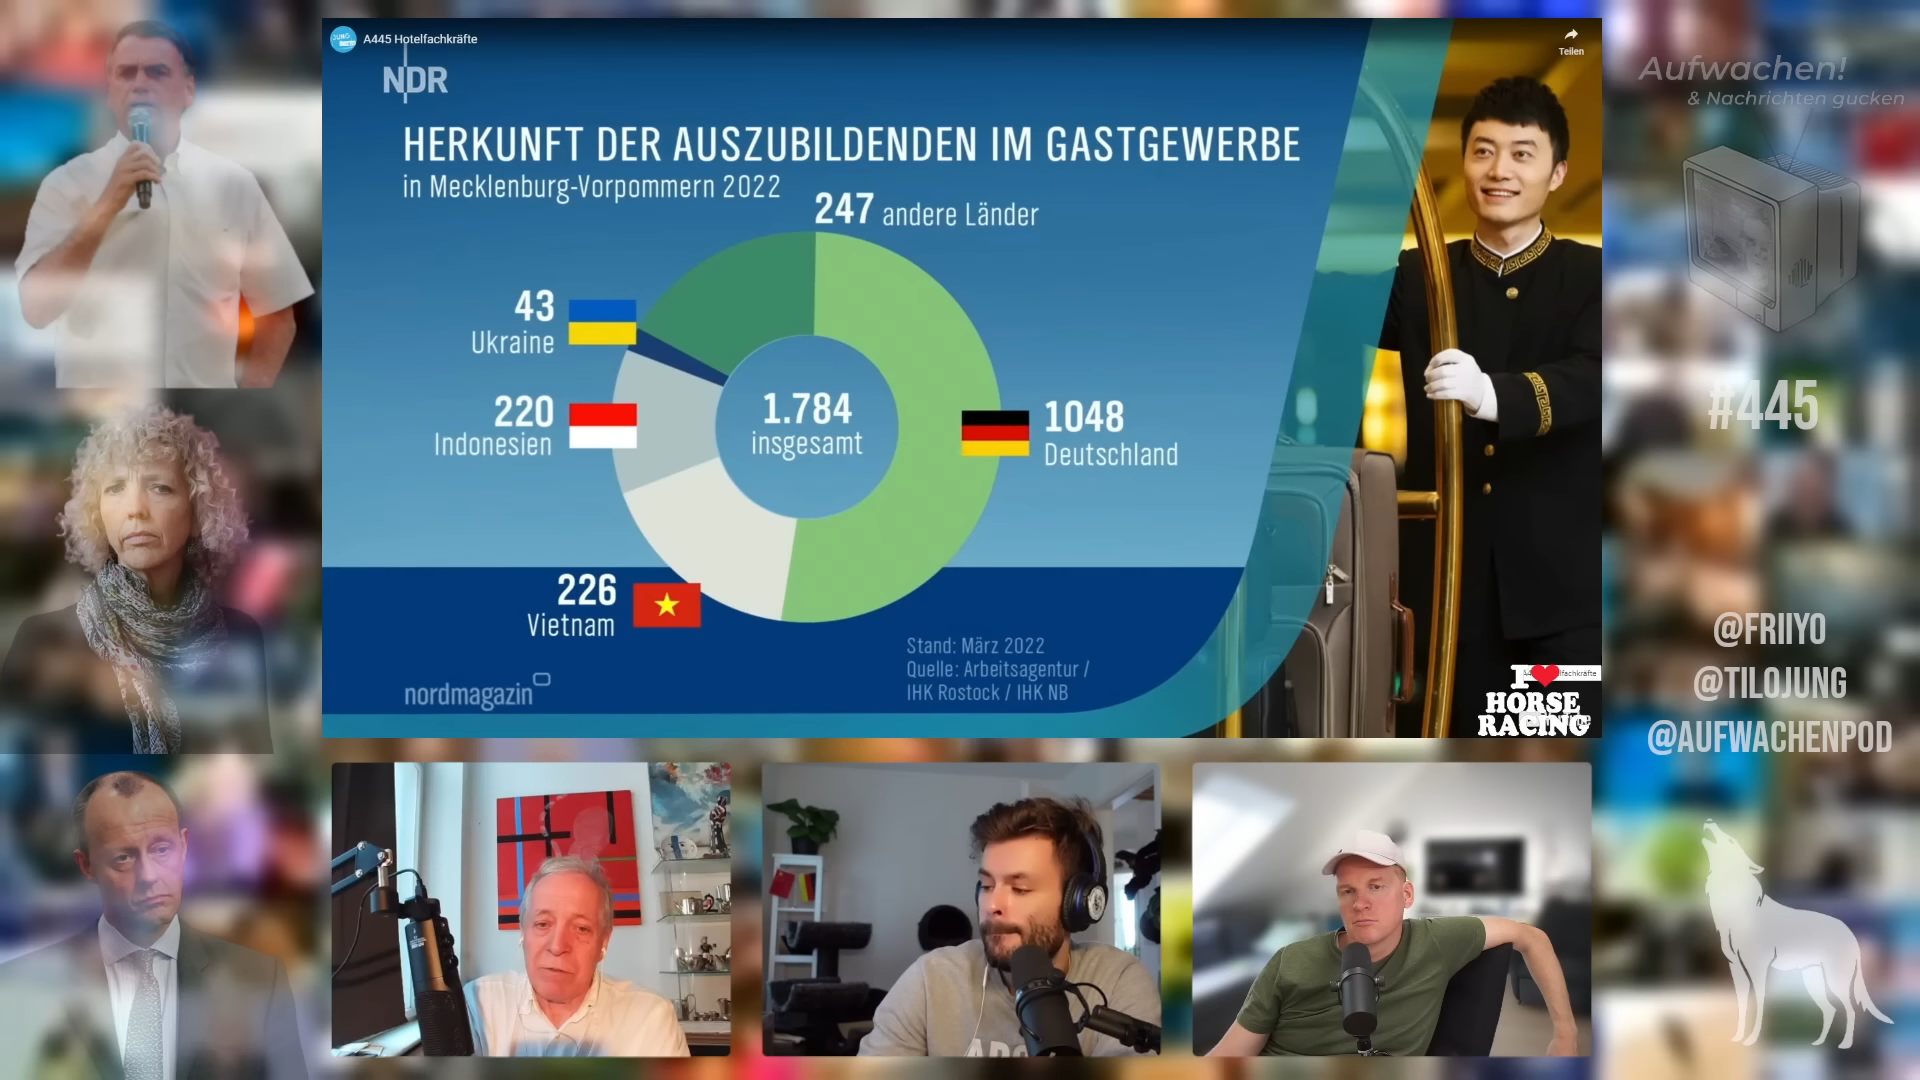 A445 Hotelfachkräfte
Teilen
NDR
HERKUNFT DER AUSZUBILDENDEN IM GASTGEWERBE
in Mecklenburg-Vorpommern 2022
247 andere Länder
43
Ukraine
220
Indonesien
1.784
insgesamt
1048
Deutschland
226
Vietnam
Stand: März 2022
Quelle: Arbeitsagentur /
IHK Rostock / IHK NB
nordmagazin
I
HORSE
RACING
Aufwachen!
& Nachrichten gucken
#445
@FRIIYO
@TILOJUNG
@AUFWACHENPOD